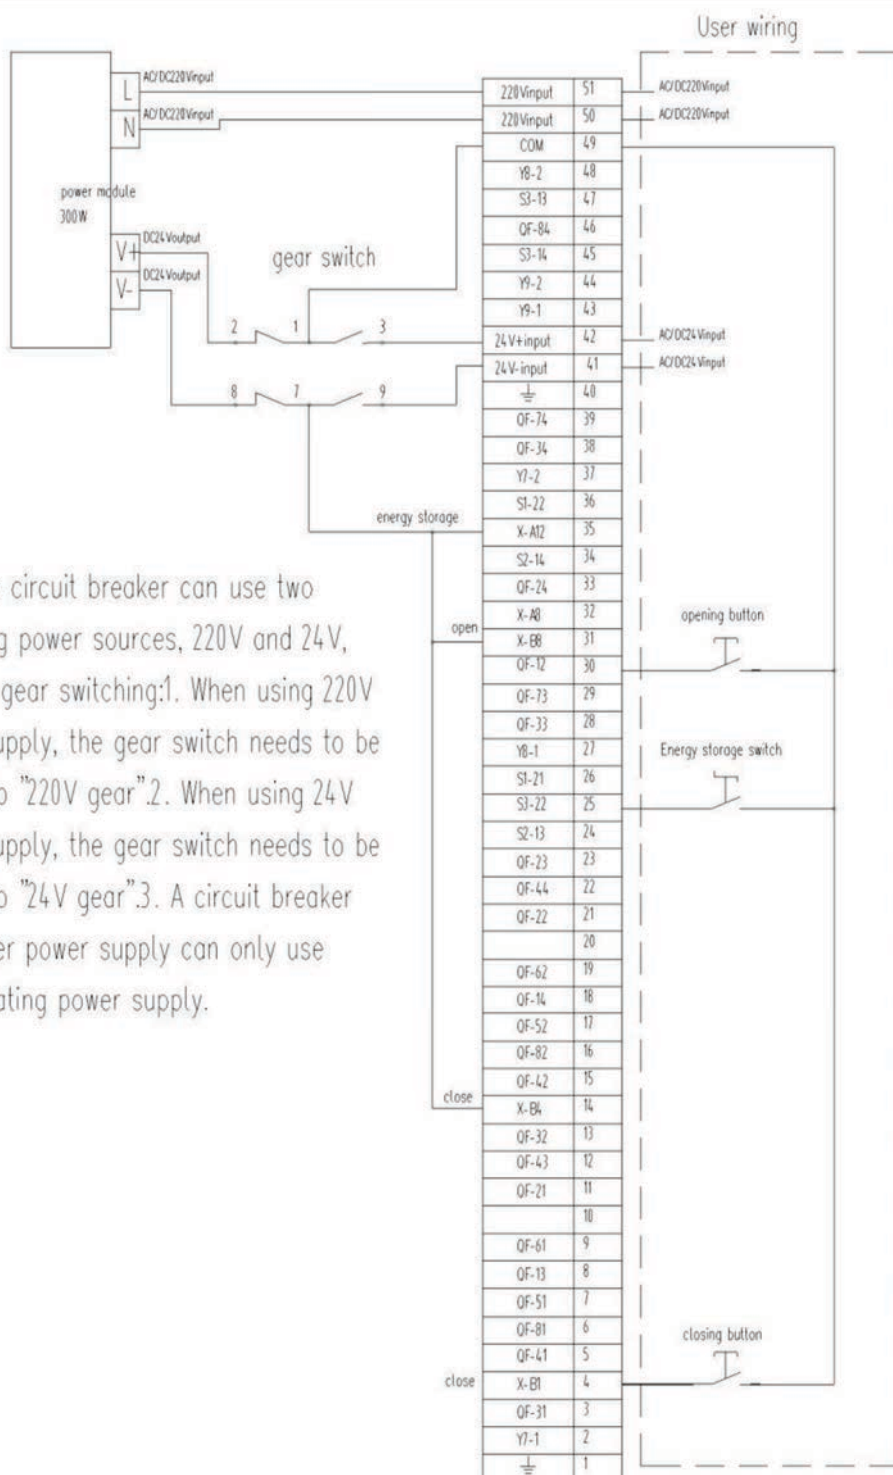 User wiring
L
AC/DC220Vinput
N
AC/DC220Vinput
power module
300W
V+
DC24Voutput
V-
DC24Voutput
gear switch
2 1 3
8 7 9
220Vinput 51 AC/DC220Vinput
220Vinput 50 AC/DC220Vinput
COM 49
Y8-2 48
S3-13 47
QF-84 46
S3-14 45
Y9-2 44
Y9-1 43
24V+input 42 AC/DC24Vinput
24V-input 41 AC/DC24Vinput
40
QF-74 39
QF-34 38
Y7-2 37
S1-22 36
energy storage X-A12 35
S2-14 34
QF-24 33
X-A8 32
open X-B8 31
opening button
QF-12 30
QF-73 29
QF-33 28
Y8-1 27
Energy storage switch
S1-21 26
S3-22 25
S2-13 24
QF-23 23
QF-44 22
QF-22 21
20
QF-62 19
QF-14 18
QF-52 17
QF-82 16
QF-42 15
close X-B4 14
QF-32 13
QF-43 12
QF-21 11
10
QF-61 9
QF-13 8
QF-51 7
QF-81 6
closing button
QF-41 5
close X-B1 4
QF-31 3
Y7-1 2
1
circuit breaker can use two
g power sources, 220V and 24V,
gear switching:1. When using 220V
upply, the gear switch needs to be
o "220V gear".2. When using 24V
upply, the gear switch needs to be
o "24V gear".3. A circuit breaker
er power supply can only use
ating power supply.